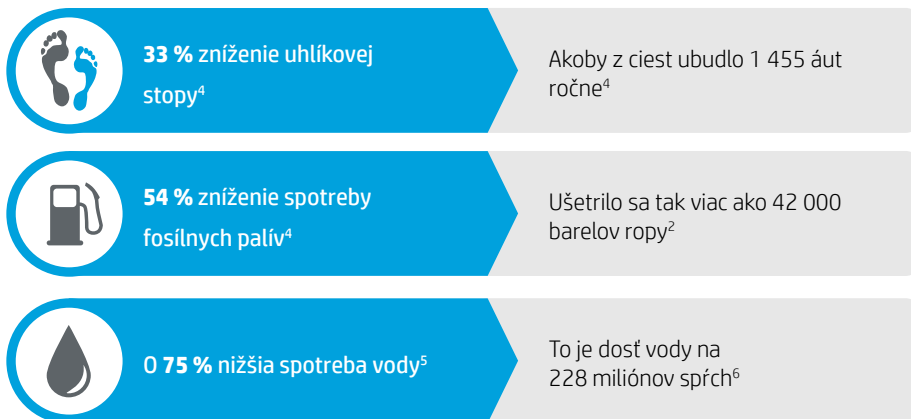 33 % zníženie uhlíkovej
stopy⁴
Akoby z ciest ubudlo 1 455 áut
ročne⁴
54 % zníženie spotreby
fosílnych palív⁴
Ušetrilo sa tak viac ako 42 000
barelov ropy²
O 75 % nižšia spotreba vody⁵
To je dosť vody na
228 miliónov spŕch⁶